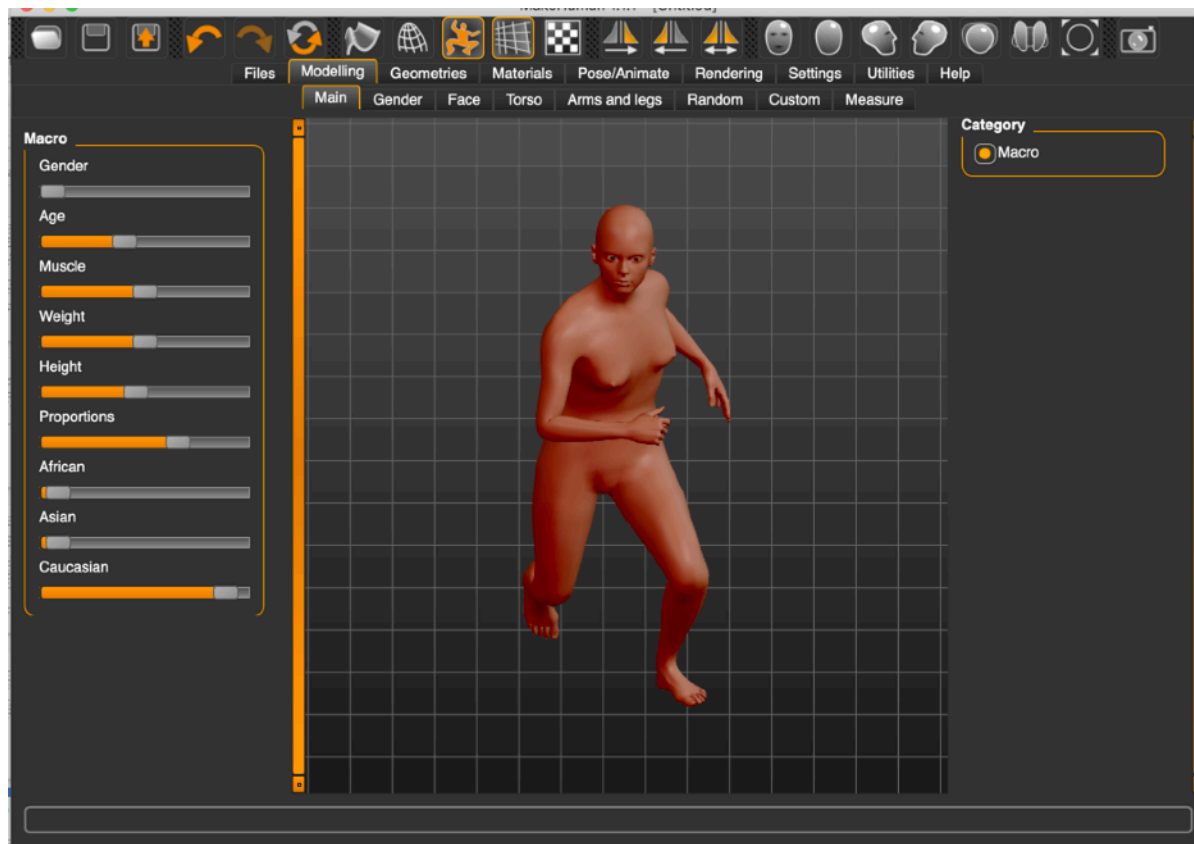 [Untitled]
Files Modelling Geometries Materials Pose/Animate Rendering Settings Utilities Help
Main Gender Face Torso Arms and legs Random Custom Measure
Macro
Gender
Age
Muscle
Weight
Height
Proportions
African
Asian
Caucasian
Category
Macro